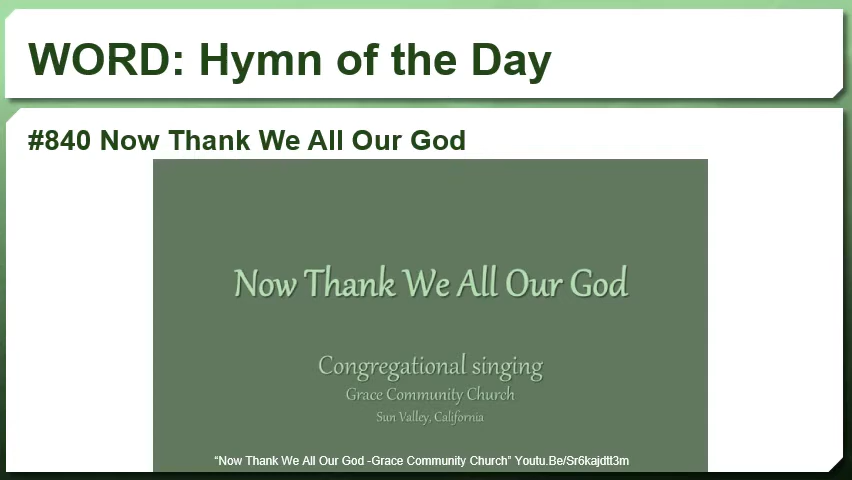 WORD: Hymn of the Day
#840 Now Thank We All Our God
Now Thank We All Our God
Congregational singing
Grace Community Church
Sun Valley, California
“Now Thank We All Our God -Grace Community Church” Youtu.Be/Sr6kajdtt3m